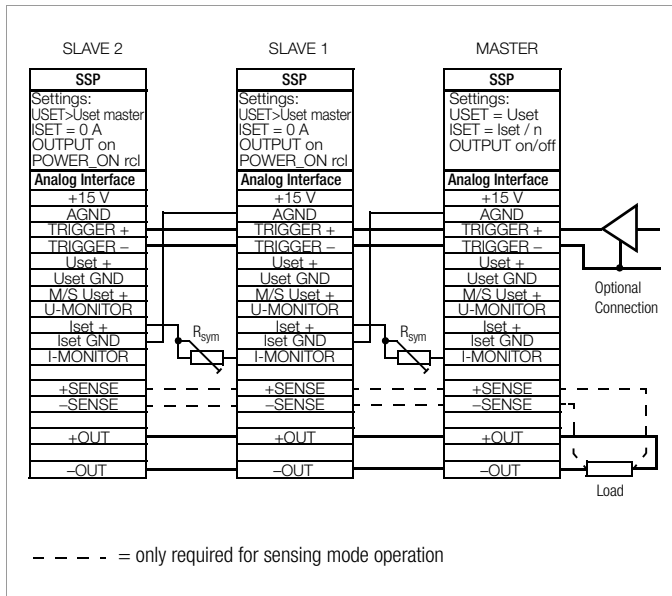 SLAVE 2
SSP
Settings:
USET>Uset master
ISET = 0 A
OUTPUT on
POWER_ON rcl
Analog Interface
+15 V
AGND
TRIGGER +
TRIGGER –
Uset +
Uset GND
M/S Uset +
U-MONITOR
Iset +
Iset GND
I-MONITOR
+SENSE
–SENSE
+OUT
–OUT
Rsym
SLAVE 1
SSP
Settings:
USET>Uset master
ISET = 0 A
OUTPUT on
POWER_ON rcl
Analog Interface
+15 V
AGND
TRIGGER +
TRIGGER –
Uset +
Uset GND
M/S Uset +
U-MONITOR
Iset +
Iset GND
I-MONITOR
+SENSE
–SENSE
+OUT
–OUT
Rsym
MASTER
SSP
Settings:
USET = Uset
ISET = Iset / n
OUTPUT on/off
Analog Interface
+15 V
AGND
TRIGGER +
TRIGGER –
Uset +
Uset GND
M/S Uset +
U-MONITOR
Iset +
Iset GND
I-MONITOR
+SENSE
–SENSE
+OUT
–OUT
Optional
Connection
Load
= only required for sensing mode operation